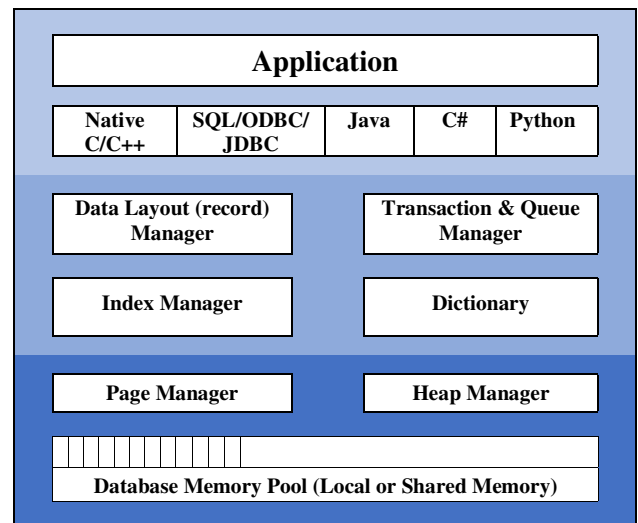 Application
Native SQL/ODBC/ Java C# Python
C/C++ JDBC
Data Layout (record)
Manager
Transaction & Queue
Manager
Index Manager
Dictionary
Page Manager
Heap Manager
Database Memory Pool (Local or Shared Memory)